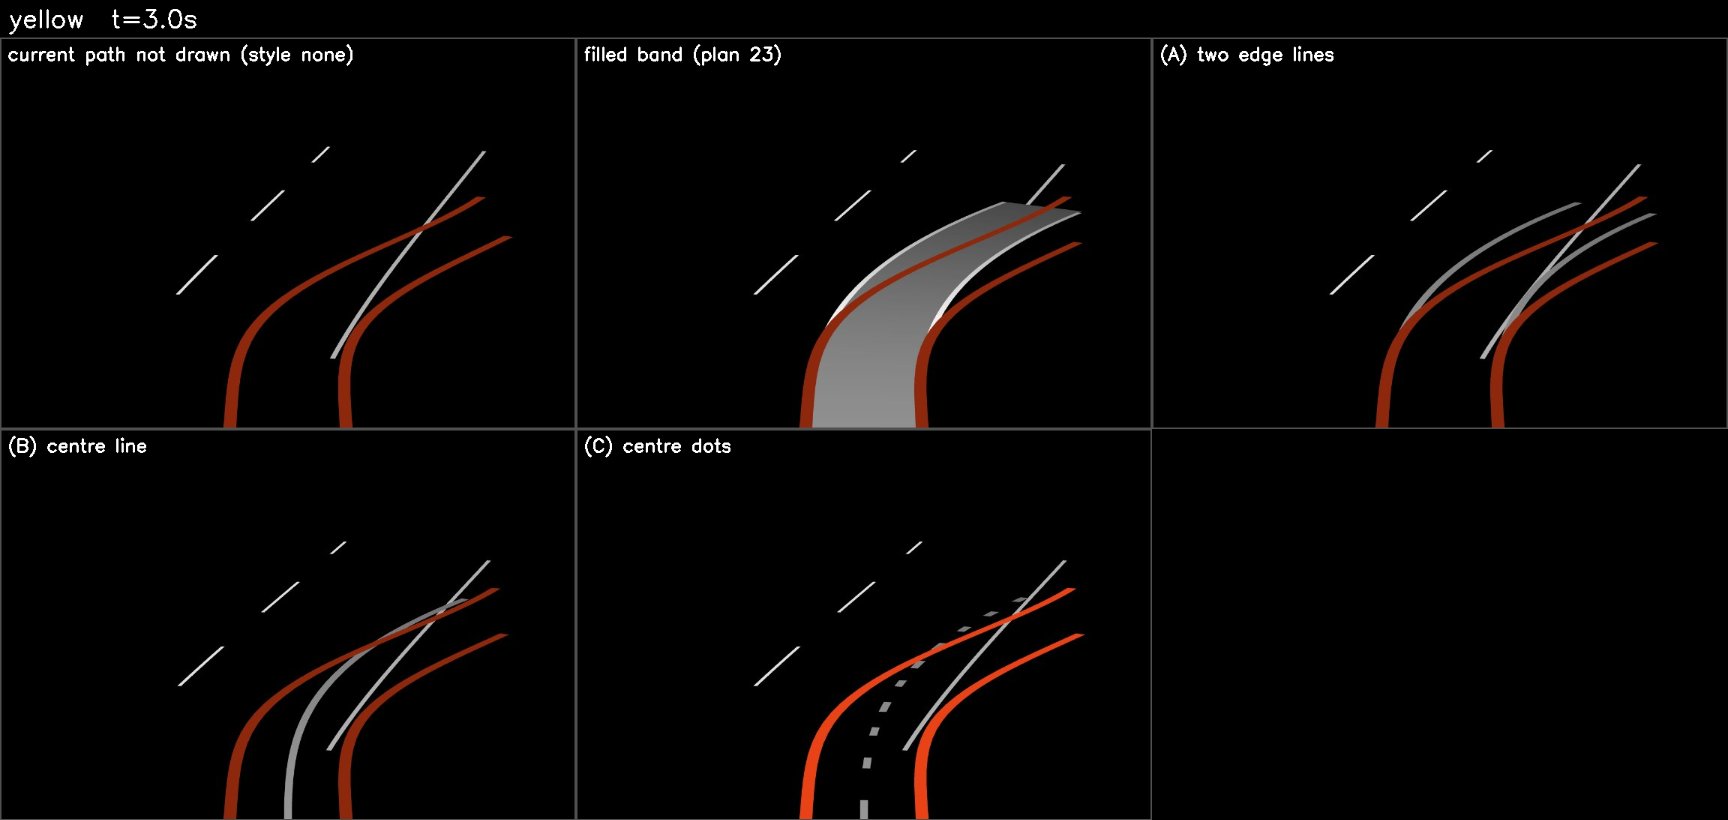 yellow t=3.0s
current path not drawn (style none)
filled band (plan 23)
(A) two edge lines
(B) centre line
(C) centre dots